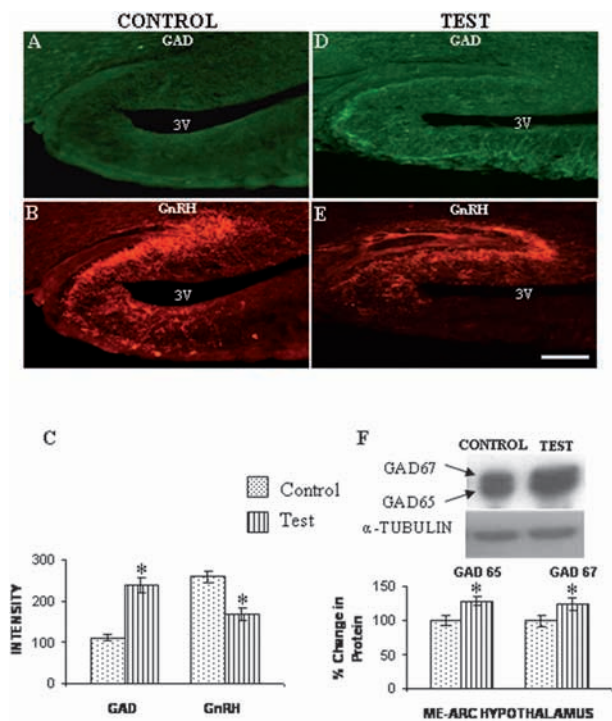 CONTROL TEST
A GAD D GAD
3V 3V
B GnRH E GnRH
3V 3V
C F
CONTROL TEST
GAD67
GAD65
α-TUBULIN
Control
Test
300
200
100
0
INTENSITY
* *
GAD GnRH
GAD 65 GAD 67
* *
150
100
50
0
% Change in
Protein
ME-ARC HYPOTHALAMUS